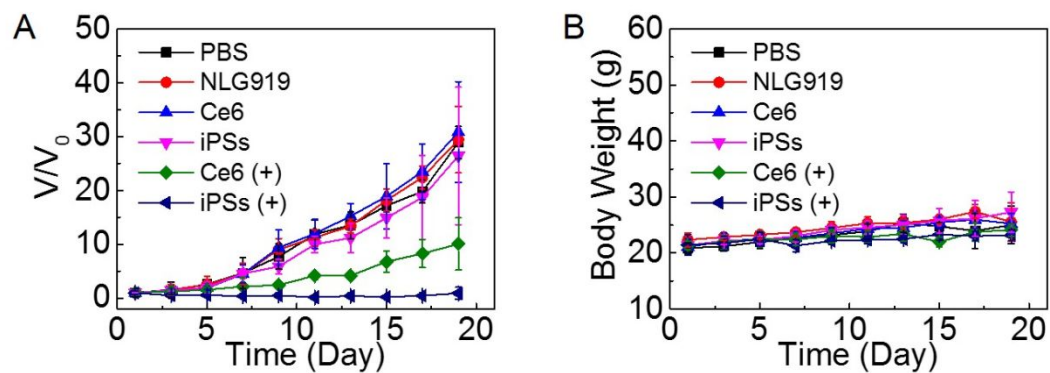 A
50
40
30
20
10
0
V/V₀
PBS
NLG919
Ce6
iPSs
Ce6 (+)
iPSs (+)
0 5 10 15 20
Time (Day)
B
60
50
40
30
20
10
Body Weight (g)
PBS
NLG919
Ce6
iPSs
Ce6 (+)
iPSs (+)
0 5 10 15 20
Time (Day)